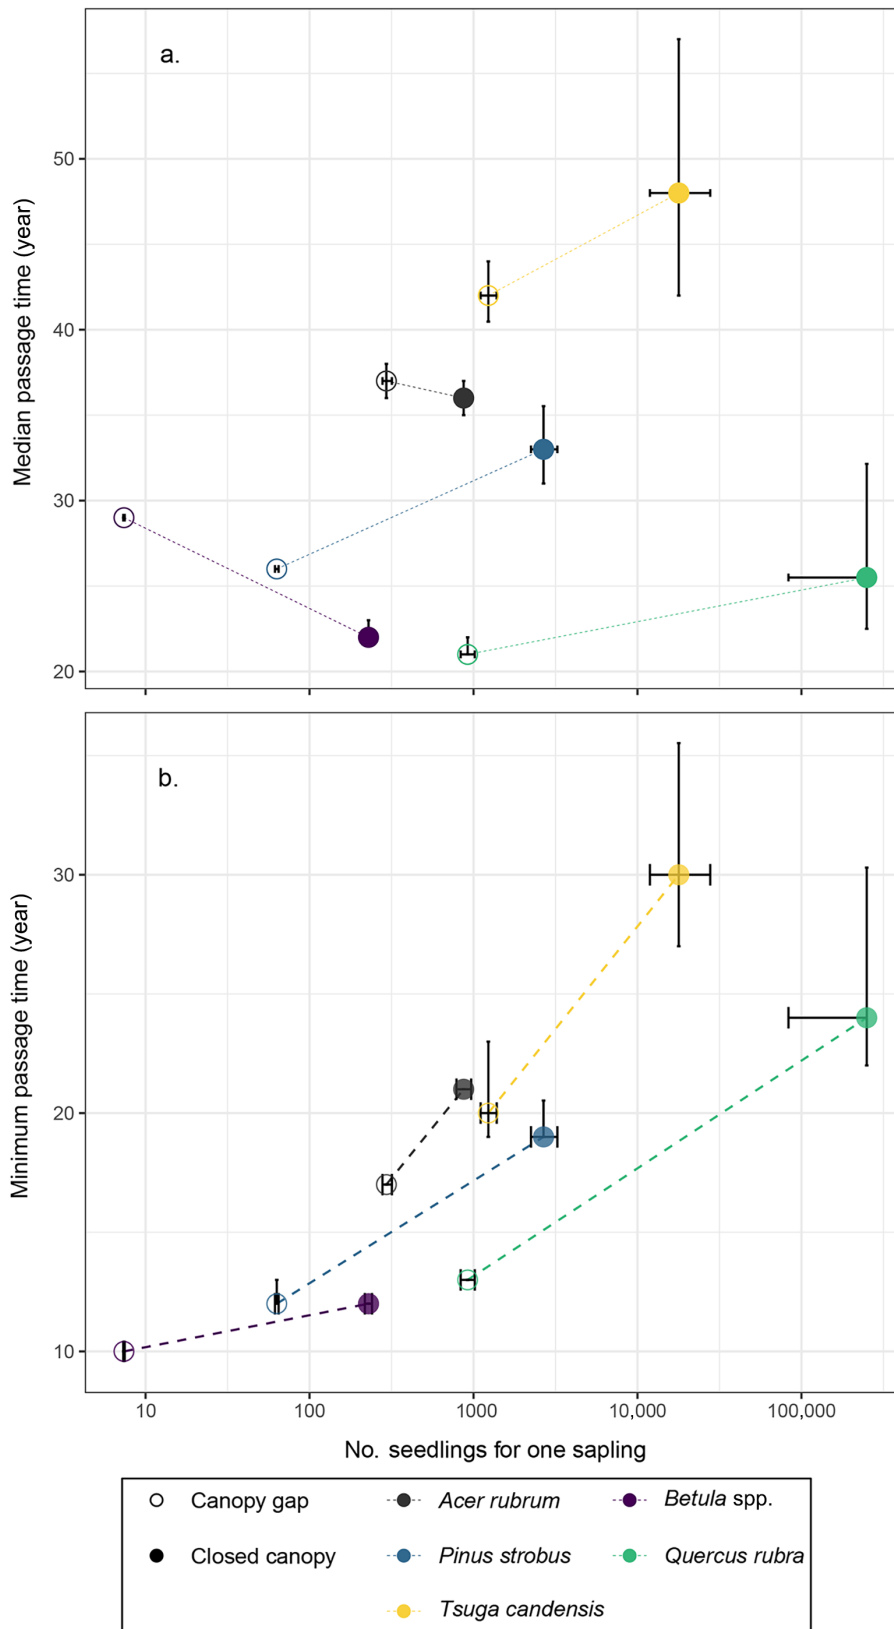 a.
50
40
30
20
Median passage time (year)
b.
30
20
10
Minimum passage time (year)
10 100 1000 10,000 100,000
No. seedlings for one sapling
Canopy gap Acer rubrum Betula spp.
Closed canopy Pinus strobus Quercus rubra
Tsuga candensis